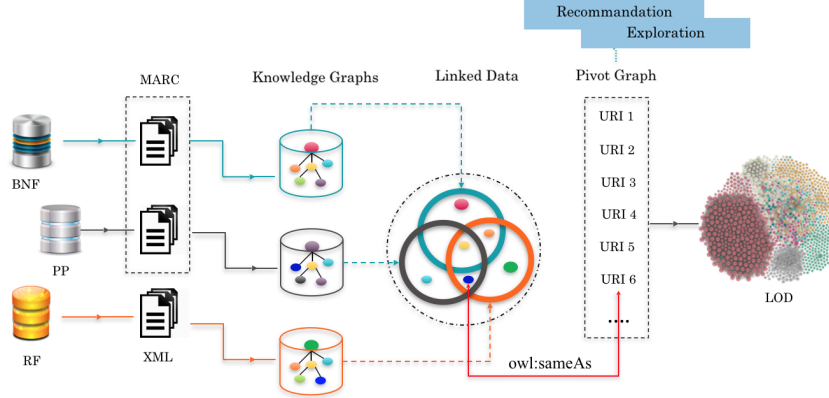 Recommandation
Exploration
MARC
Knowledge Graphs
Linked Data
Pivot Graph
BNF
PP
RF
XML
URI 1
URI 2
URI 3
URI 4
URI 5
URI 6
....
owl:sameAs
LOD